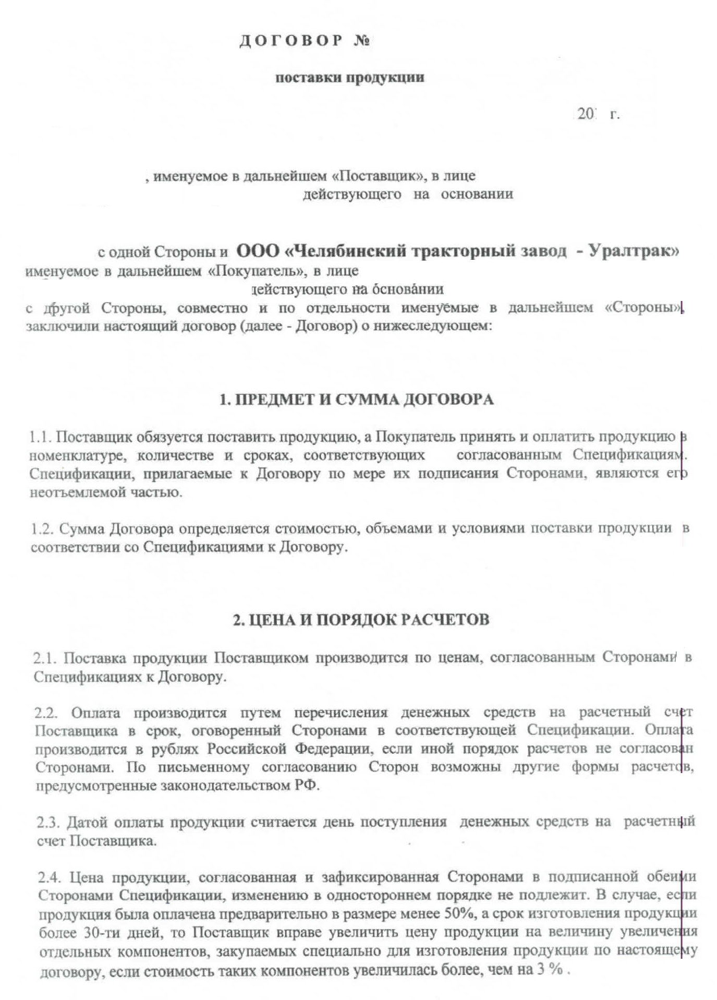 ДОГОВОР №
поставки продукции
20 г.
, именуемое в дальнейшем «Поставщик», в лице
действующего на основании
с одной Стороны и ООО «Челябинский тракторный завод - Уралтрак»
именуемое в дальнейшем «Покупатель», в лице
действующего на основании
с другой Стороны, совместно и по отдельности именуемые в дальнейшем «Стороны»,
заключили настоящий договор (далее - Договор) о нижеследующем:
1. ПРЕДМЕТ И СУММА ДОГОВОРА
1.1. Поставщик обязуется поставить продукцию, а Покупатель принять и оплатить продукцию в
номенклатуре, количестве и сроках, соответствующих согласованным Спецификациям.
Спецификации, прилагаемые к Договору по мере их подписания Сторонами, являются его
неотъемлемой частью.
1.2. Сумма Договора определяется стоимостью, объемами и условиями поставки продукции в
соответствии со Спецификациями к Договору.
2. ЦЕНА И ПОРЯДОК РАСЧЕТОВ
2.1. Поставка продукции Поставщиком производится по ценам, согласованным Сторонами в
Спецификациях к Договору.
2.2. Оплата производится путем перечисления денежных средств на расчетный счет
Поставщика в срок, оговоренный Сторонами в соответствующей Спецификации. Оплата
производится в рублях Российской Федерации, если иной порядок расчетов не согласован
Сторонами. По письменному согласованию Сторон возможны другие формы расчетов,
предусмотренные законодательством РФ.
2.3. Датой оплаты продукции считается день поступления денежных средств на расчетный
счет Поставщика.
2.4. Цена продукции, согласованная и зафиксированная Сторонами в подписанной обеими
Сторонами Спецификации, изменению в одностороннем порядке не подлежит. В случае, если
продукция была оплачена предварительно в размере менее 50%, а срок изготовления продукции
более 30-ти дней, то Поставщик вправе увеличить цену продукции на величину увеличения
отдельных компонентов, закупаемых специально для изготовления продукции по настоящему
договору, если стоимость таких компонентов увеличилась более, чем на 3 % .